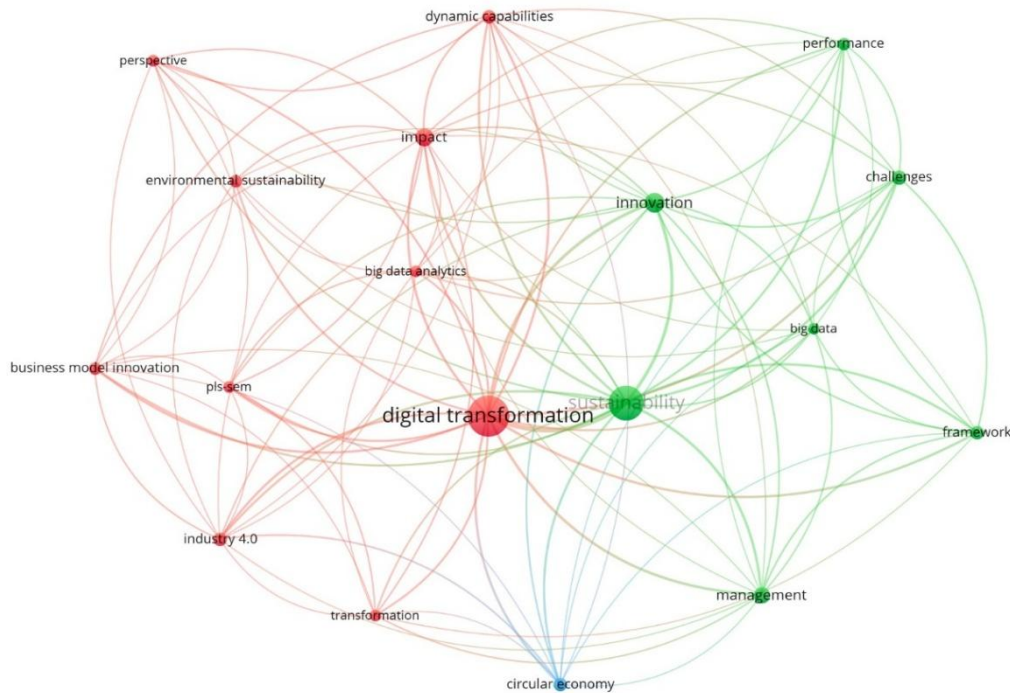 dynamic capabilities
performance
perspective
impact
environmental sustainability
challenges
innovation
big data analytics
big data
business model innovation
pls-sem
sustainability
digital transformation
framework
industry 4.0
management
transformation
circular economy